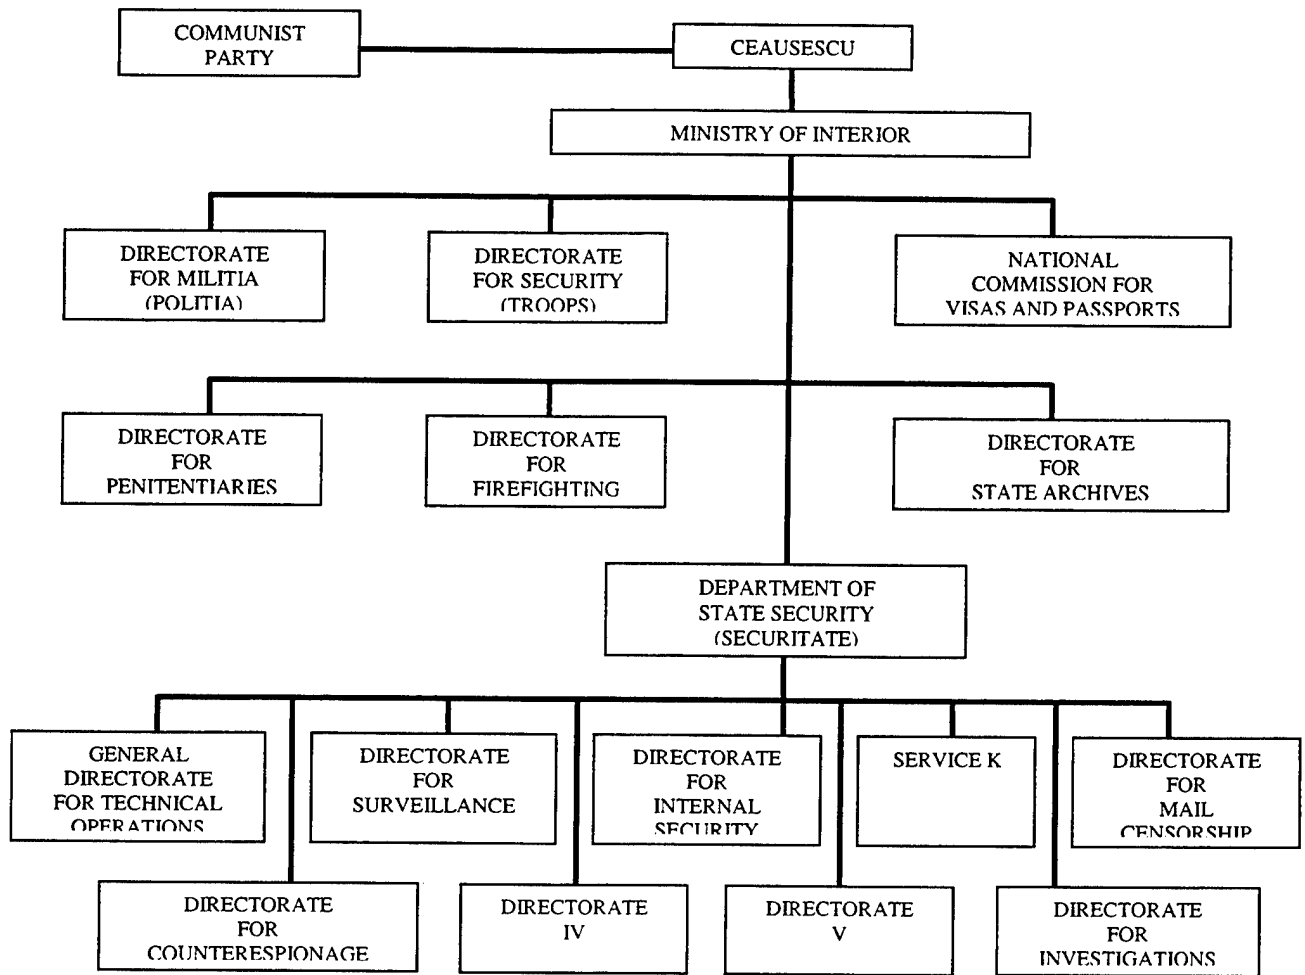 COMMUNIST
PARTY
CEAUSESCU
MINISTRY OF INTERIOR
DIRECTORATE
FOR MILITIA
(POLITIA)
DIRECTORATE
FOR SECURITY
(TROOPS)
NATIONAL
COMMISSION FOR
VISAS AND PASSPORTS
DIRECTORATE
FOR
PENITENTIARIES
DIRECTORATE
FOR
FIREFIGHTING
DIRECTORATE
FOR
STATE ARCHIVES
DEPARTMENT OF
STATE SECURITY
(SECURITATE)
GENERAL
DIRECTORATE
FOR TECHNICAL
OPERATIONS
DIRECTORATE
FOR
SURVEILLANCE
DIRECTORATE
FOR
INTERNAL
SECURITY
SERVICE K
DIRECTORATE
FOR
MAIL
CENSORSHIP
DIRECTORATE
FOR
COUNTERESPIONAGE
DIRECTORATE
IV
DIRECTORATE
V
DIRECTORATE
FOR
INVESTIGATIONS